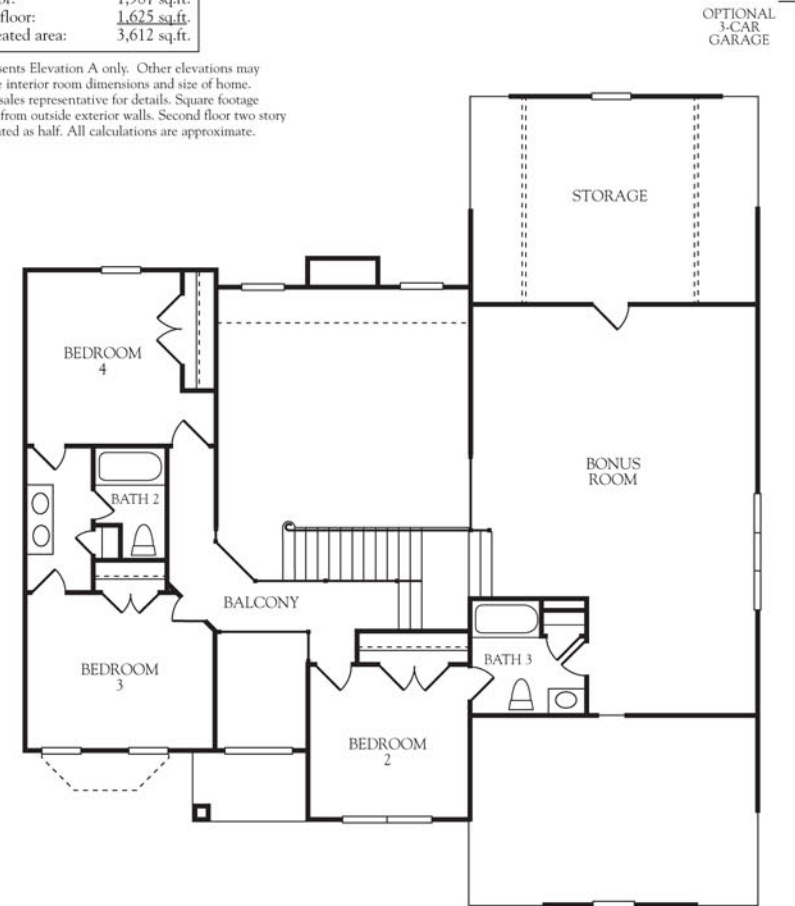 1,625 sq.ft.
3,612 sq.ft.
OPTIONAL
3-CAR
GARAGE
Elevation A only. Other elevations may
interior room dimensions and size of home.
sales representative for details. Square footage
from outside exterior walls. Second floor two story
as half. All calculations are approximate.
STORAGE
BEDROOM
4
BONUS
ROOM
BATH 2
BALCONY
BATH 3
BEDROOM
3
BEDROOM
2
floor:
area: